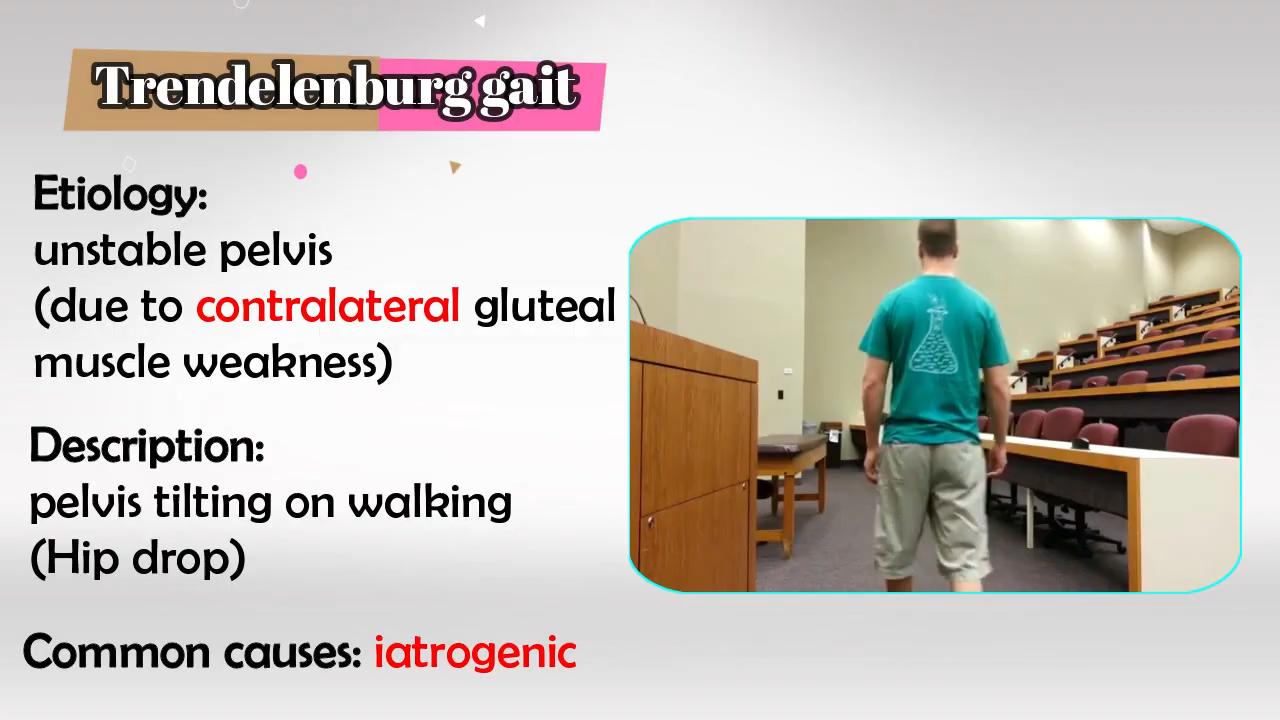 Trendelenburg gait
Etiology:
unstable pelvis
(due to contralateral gluteal
muscle weakness)
Description:
pelvis tilting on walking
(Hip drop)
Common causes: iatrogenic